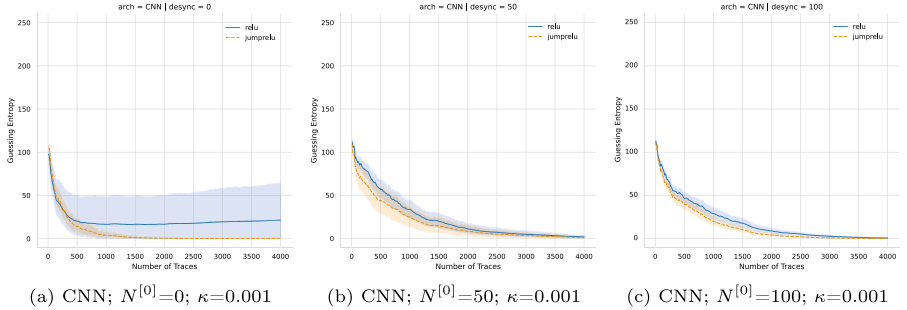 arch = CNN | desync = 0
relu
jumprelu
Guessing Entropy
250
200
150
100
50
0
0 500 1000 1500 2000 2500 3000 3500 4000
Number of Traces
(a) CNN; N^[0]=0; κ=0.001
arch = CNN | desync = 50
relu
jumprelu
Guessing Entropy
250
200
150
100
50
0
0 500 1000 1500 2000 2500 3000 3500 4000
Number of Traces
(b) CNN; N^[0]=50; κ=0.001
arch = CNN | desync = 100
relu
jumprelu
Guessing Entropy
250
200
150
100
50
0
0 500 1000 1500 2000 2500 3000 3500 4000
Number of Traces
(c) CNN; N^[0]=100; κ=0.001